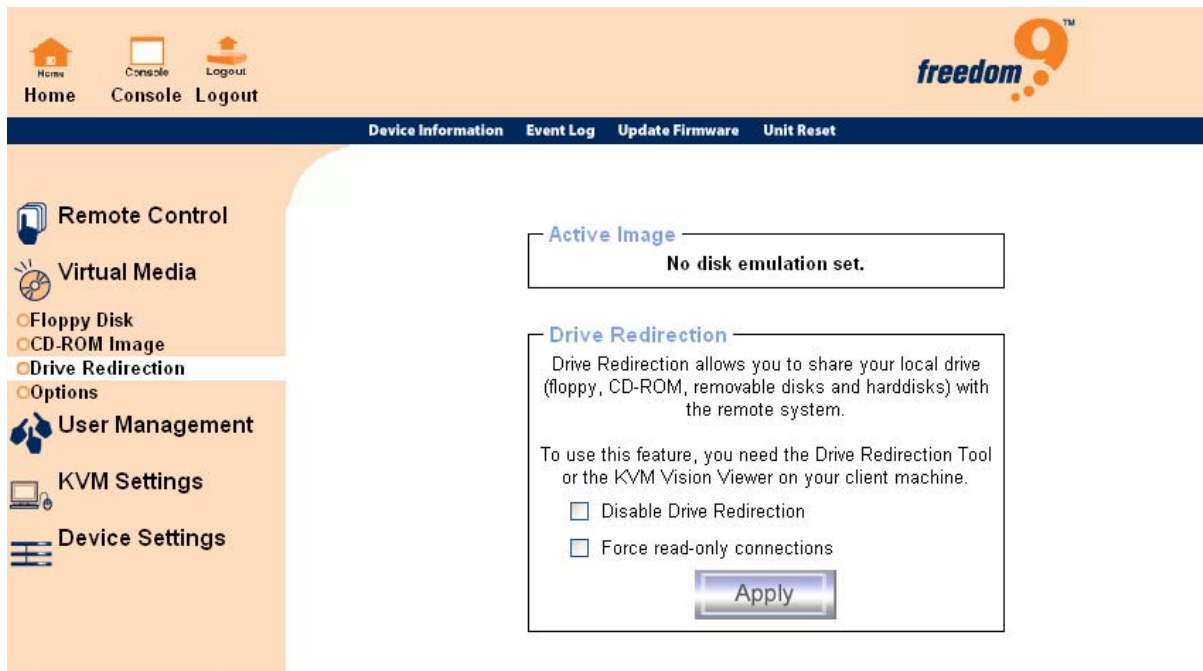 freedom 9 TM
Home Console Logout
Home Console Logout
Device Information Event Log Update Firmware Unit Reset
Remote Control
Virtual Media
Floppy Disk
CD-ROM Image
Drive Redirection
Options
User Management
KVM Settings
Device Settings
Active Image
No disk emulation set.
Drive Redirection
Drive Redirection allows you to share your local drive
(floppy, CD-ROM, removable disks and harddisks) with
the remote system.
To use this feature, you need the Drive Redirection Tool
or the KVM Vision Viewer on your client machine.
Disable Drive Redirection
Force read-only connections
Apply